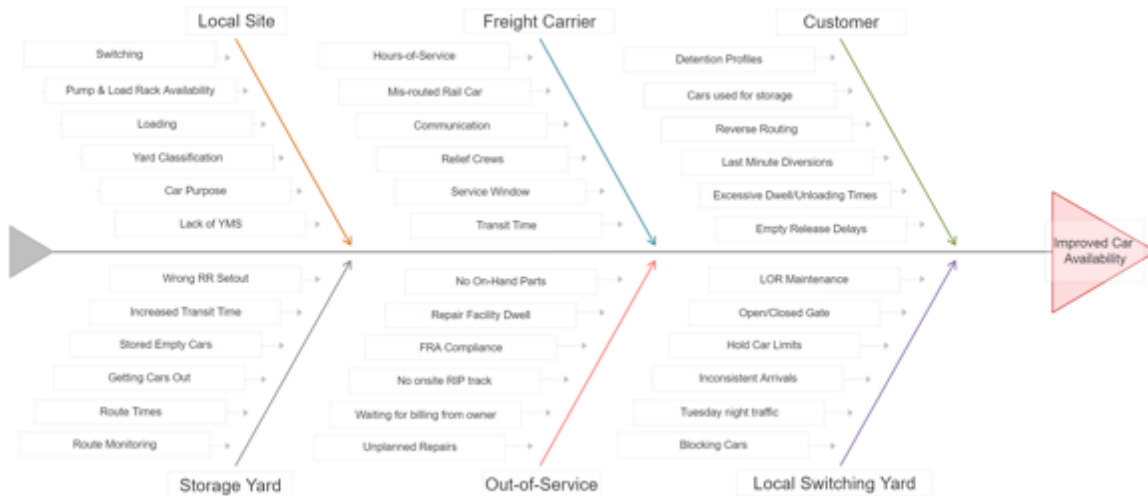 Local Site
Freight Carrier
Customer
Switching
Pump & Load Rack Availability
Loading
Yard Classification
Car Purpose
Lack of YMS
Hours-of-Service
Mis-routed Rail Car
Communication
Relief Crews
Service Window
Transit Time
Detention Profiles
Cars used for storage
Reverse Routing
Last Minute Diversions
Excessive Dwell/Unloading Times
Empty Release Delays
Improved Car
Availability
Wrong RR Setout
Increased Transit Time
Stored Empty Cars
Getting Cars Out
Route Times
Route Monitoring
No On-Hand Parts
Repair Facility Dwell
FRA Compliance
No onsite RIP track
Waiting for billing from owner
Unplanned Repairs
LOR Maintenance
Open/Closed Gate
Hold Car Limits
Inconsistent Arrivals
Tuesday night traffic
Blocking Cars
Storage Yard
Out-of-Service
Local Switching Yard